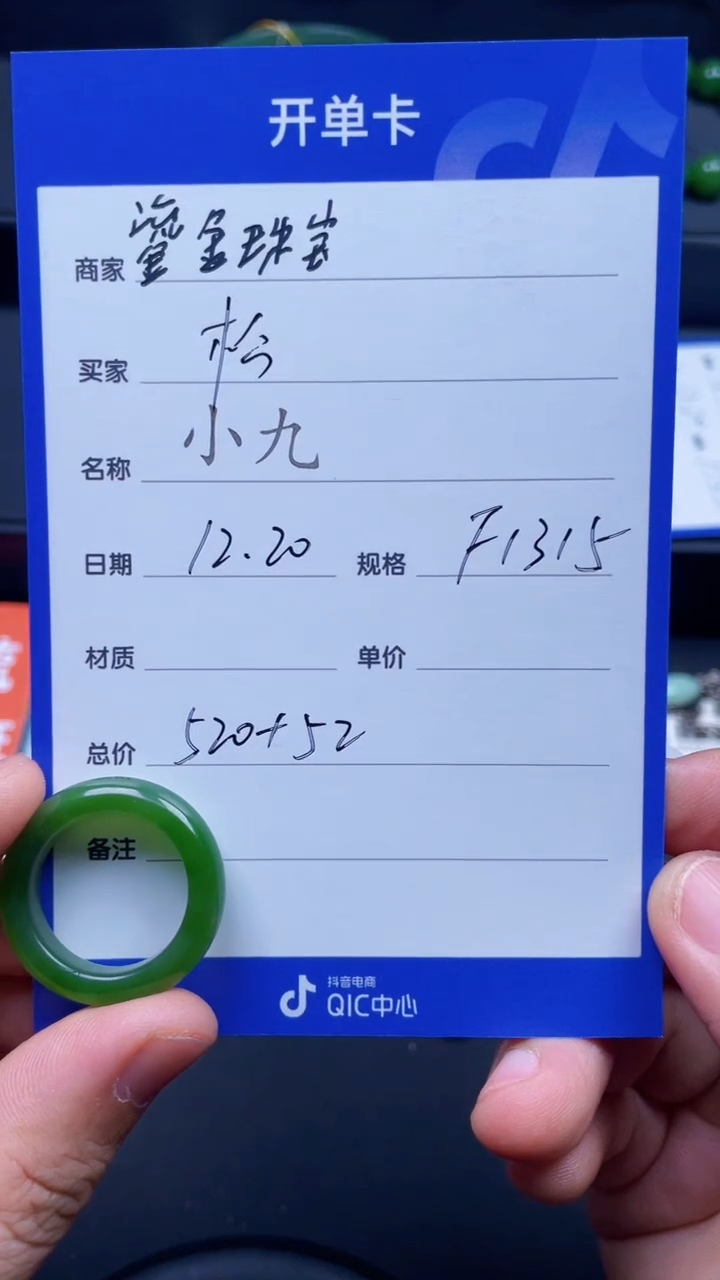 开单卡
商家 鎏金珠宝
买家 松
名称 小九
日期 12.20 规格 F1315
材质 单价
总价 520+52
备注
抖音电商
QIC中心